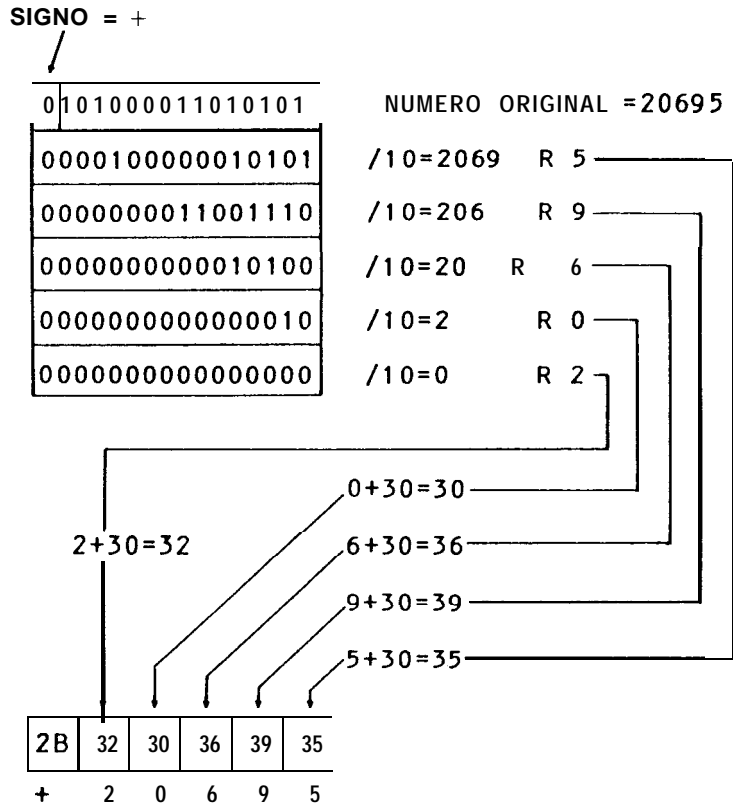 SIGNO = +
0101000011010101 NUMERO ORIGINAL =20695
0000100000010101 /10=2069 R 5
0000000011001110 /10=206 R 9
0000000000010100 /10=20 R 6
0000000000000010 /10=2 R 0
0000000000000000 /10=0 R 2
0+30=30
2+30=32 6+30=36
9+30=39
5+30=35
2B 32 30 36 39 35
+ 2 0 6 9 5